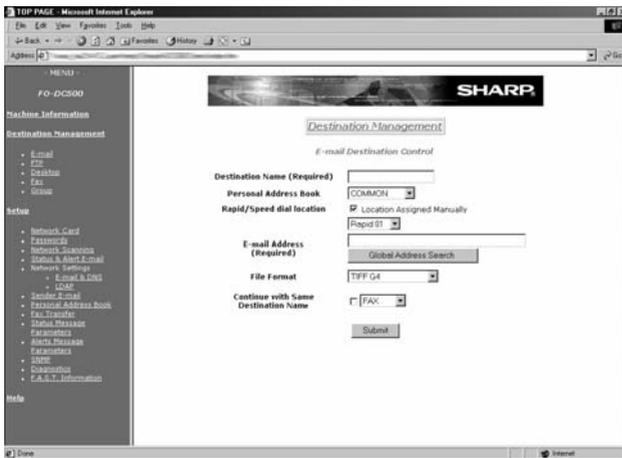 TOP PAGE - Microsoft Internet Explorer
File Edit View Favorites Tools Help
Back Favorites History
Address Go
- MENU -
FO-DC500
Machine Information
Destination Management
E-mail
FTP
Desktop
Fax
Group
Setup
Network Card
Passwords
Network Scanning
Status & Alert E-mail
Network Settings
E-mail & DNS
LDAP
Sender E-mail
Personal Address Book
Fax Transfer
Status Message
Parameters
Alerts Message
Parameters
SNMP
Diagnostics
F.A.S.T. Information
Help
SHARP
Destination Management
E-mail Destination Control
Destination Name (Required)
Personal Address Book COMMON
Rapid/Speed dial location Location Assigned Manually
Rapid 01
E-mail Address
(Required)
Global Address Search
File Format TIFF G4
Continue with Same
Destination Name
FAX
Submit
Done Internet